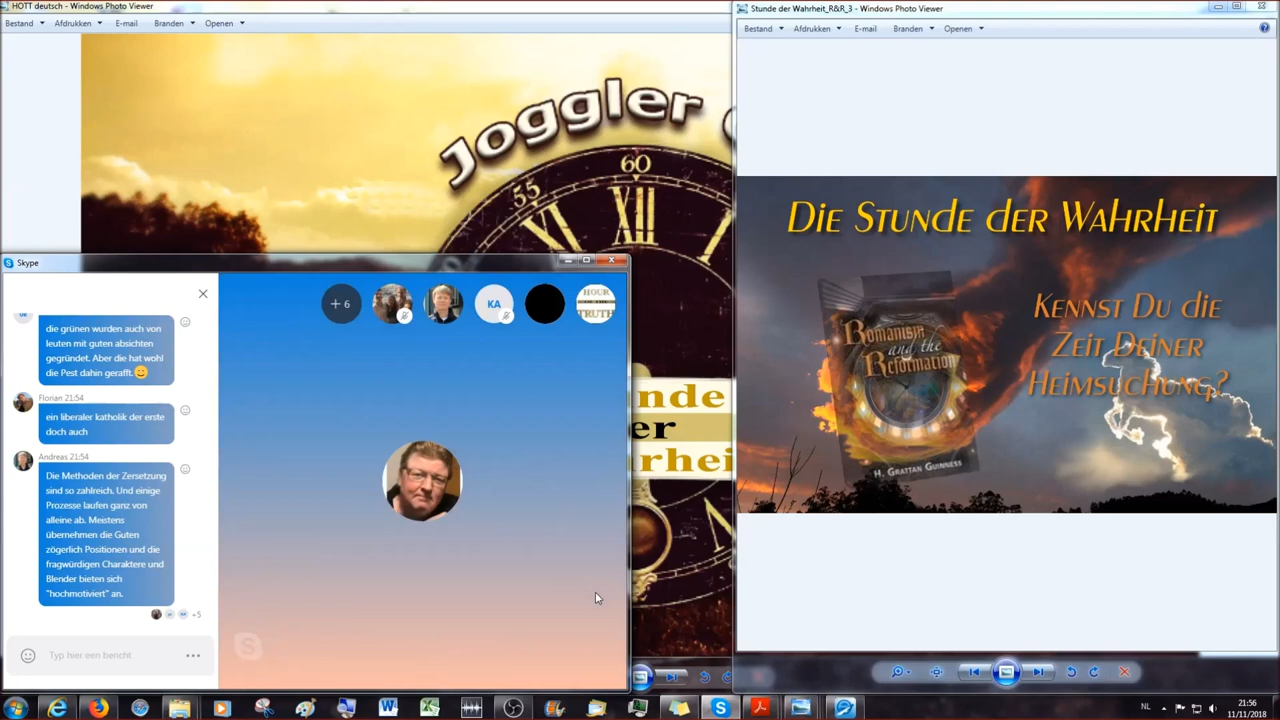 HOTT deutsch - Windows Photo Viewer
Bestand Afdrukken E-mail Branden Openen
Joggler
55 60
XI XII
unde
er
hrhei
Stunde der Wahrheit_R&R_3 - Windows Photo Viewer
Bestand Afdrukken E-mail Branden Openen
Die Stunde der Wahrheit
Kennst Du die
Zeit Deiner
Heimsuchung?
Romanism
and the
Reformation
H. GRATTAN GUINNESS
Skype
+6
KA
HOUR
TRUTH
die grünen wurden auch von
leuten mit guten absichten
gegründet. Aber die hat wohl
die Pest dahin gerafft.😊
Florian 21:54
ein liberaler katholik der erste
doch auch
Andreas 21:54
Die Methoden der Zersetzung
sind so zahlreich. Und einige
Prozesse laufen ganz von
alleine ab. Meistens
übernehmen die Guten
zögerlich Positionen und die
fragwürdigen Charaktere und
Blender bieten sich
"hochmotiviert" an.
+5
Typ hier een bericht
NL
21:56
11/11/2018